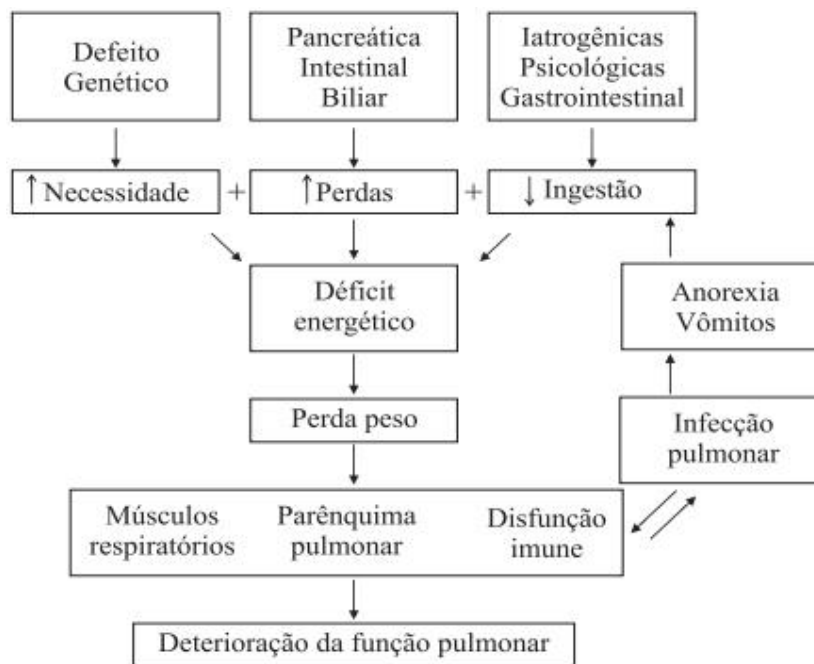 Defeito
Genético
Pancreática
Intestinal
Biliar
Iatrogênicas
Psicológicas
Gastrointestinal
↑ Necessidade + ↑ Perdas + ↓ Ingestão
Déficit
energético
Anorexia
Vômitos
Perda peso
Infecção
pulmonar
Músculos
respiratórios
Parênquima
pulmonar
Disfunção
imune
Deterioração da função pulmonar